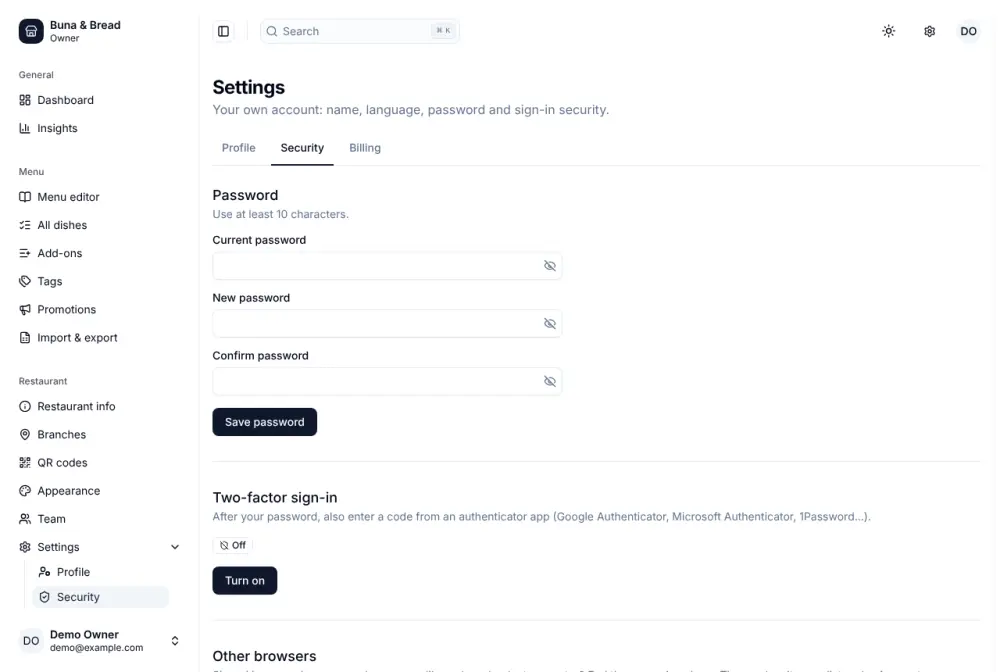 Buna & Bread
Owner
Search
⌘ K
DO
General
Dashboard
Insights
Menu
Menu editor
All dishes
Add-ons
Tags
Promotions
Import & export
Restaurant
Restaurant info
Branches
QR codes
Appearance
Team
Settings
Profile
Security
DO
Demo Owner
demo@example.com
Settings
Your own account: name, language, password and sign-in security.
Profile
Security
Billing
Password
Use at least 10 characters.
Current password
New password
Confirm password
Save password
Two-factor sign-in
After your password, also enter a code from an authenticator app (Google Authenticator, Microsoft Authenticator, 1Password…).
Off
Turn on
Other browsers